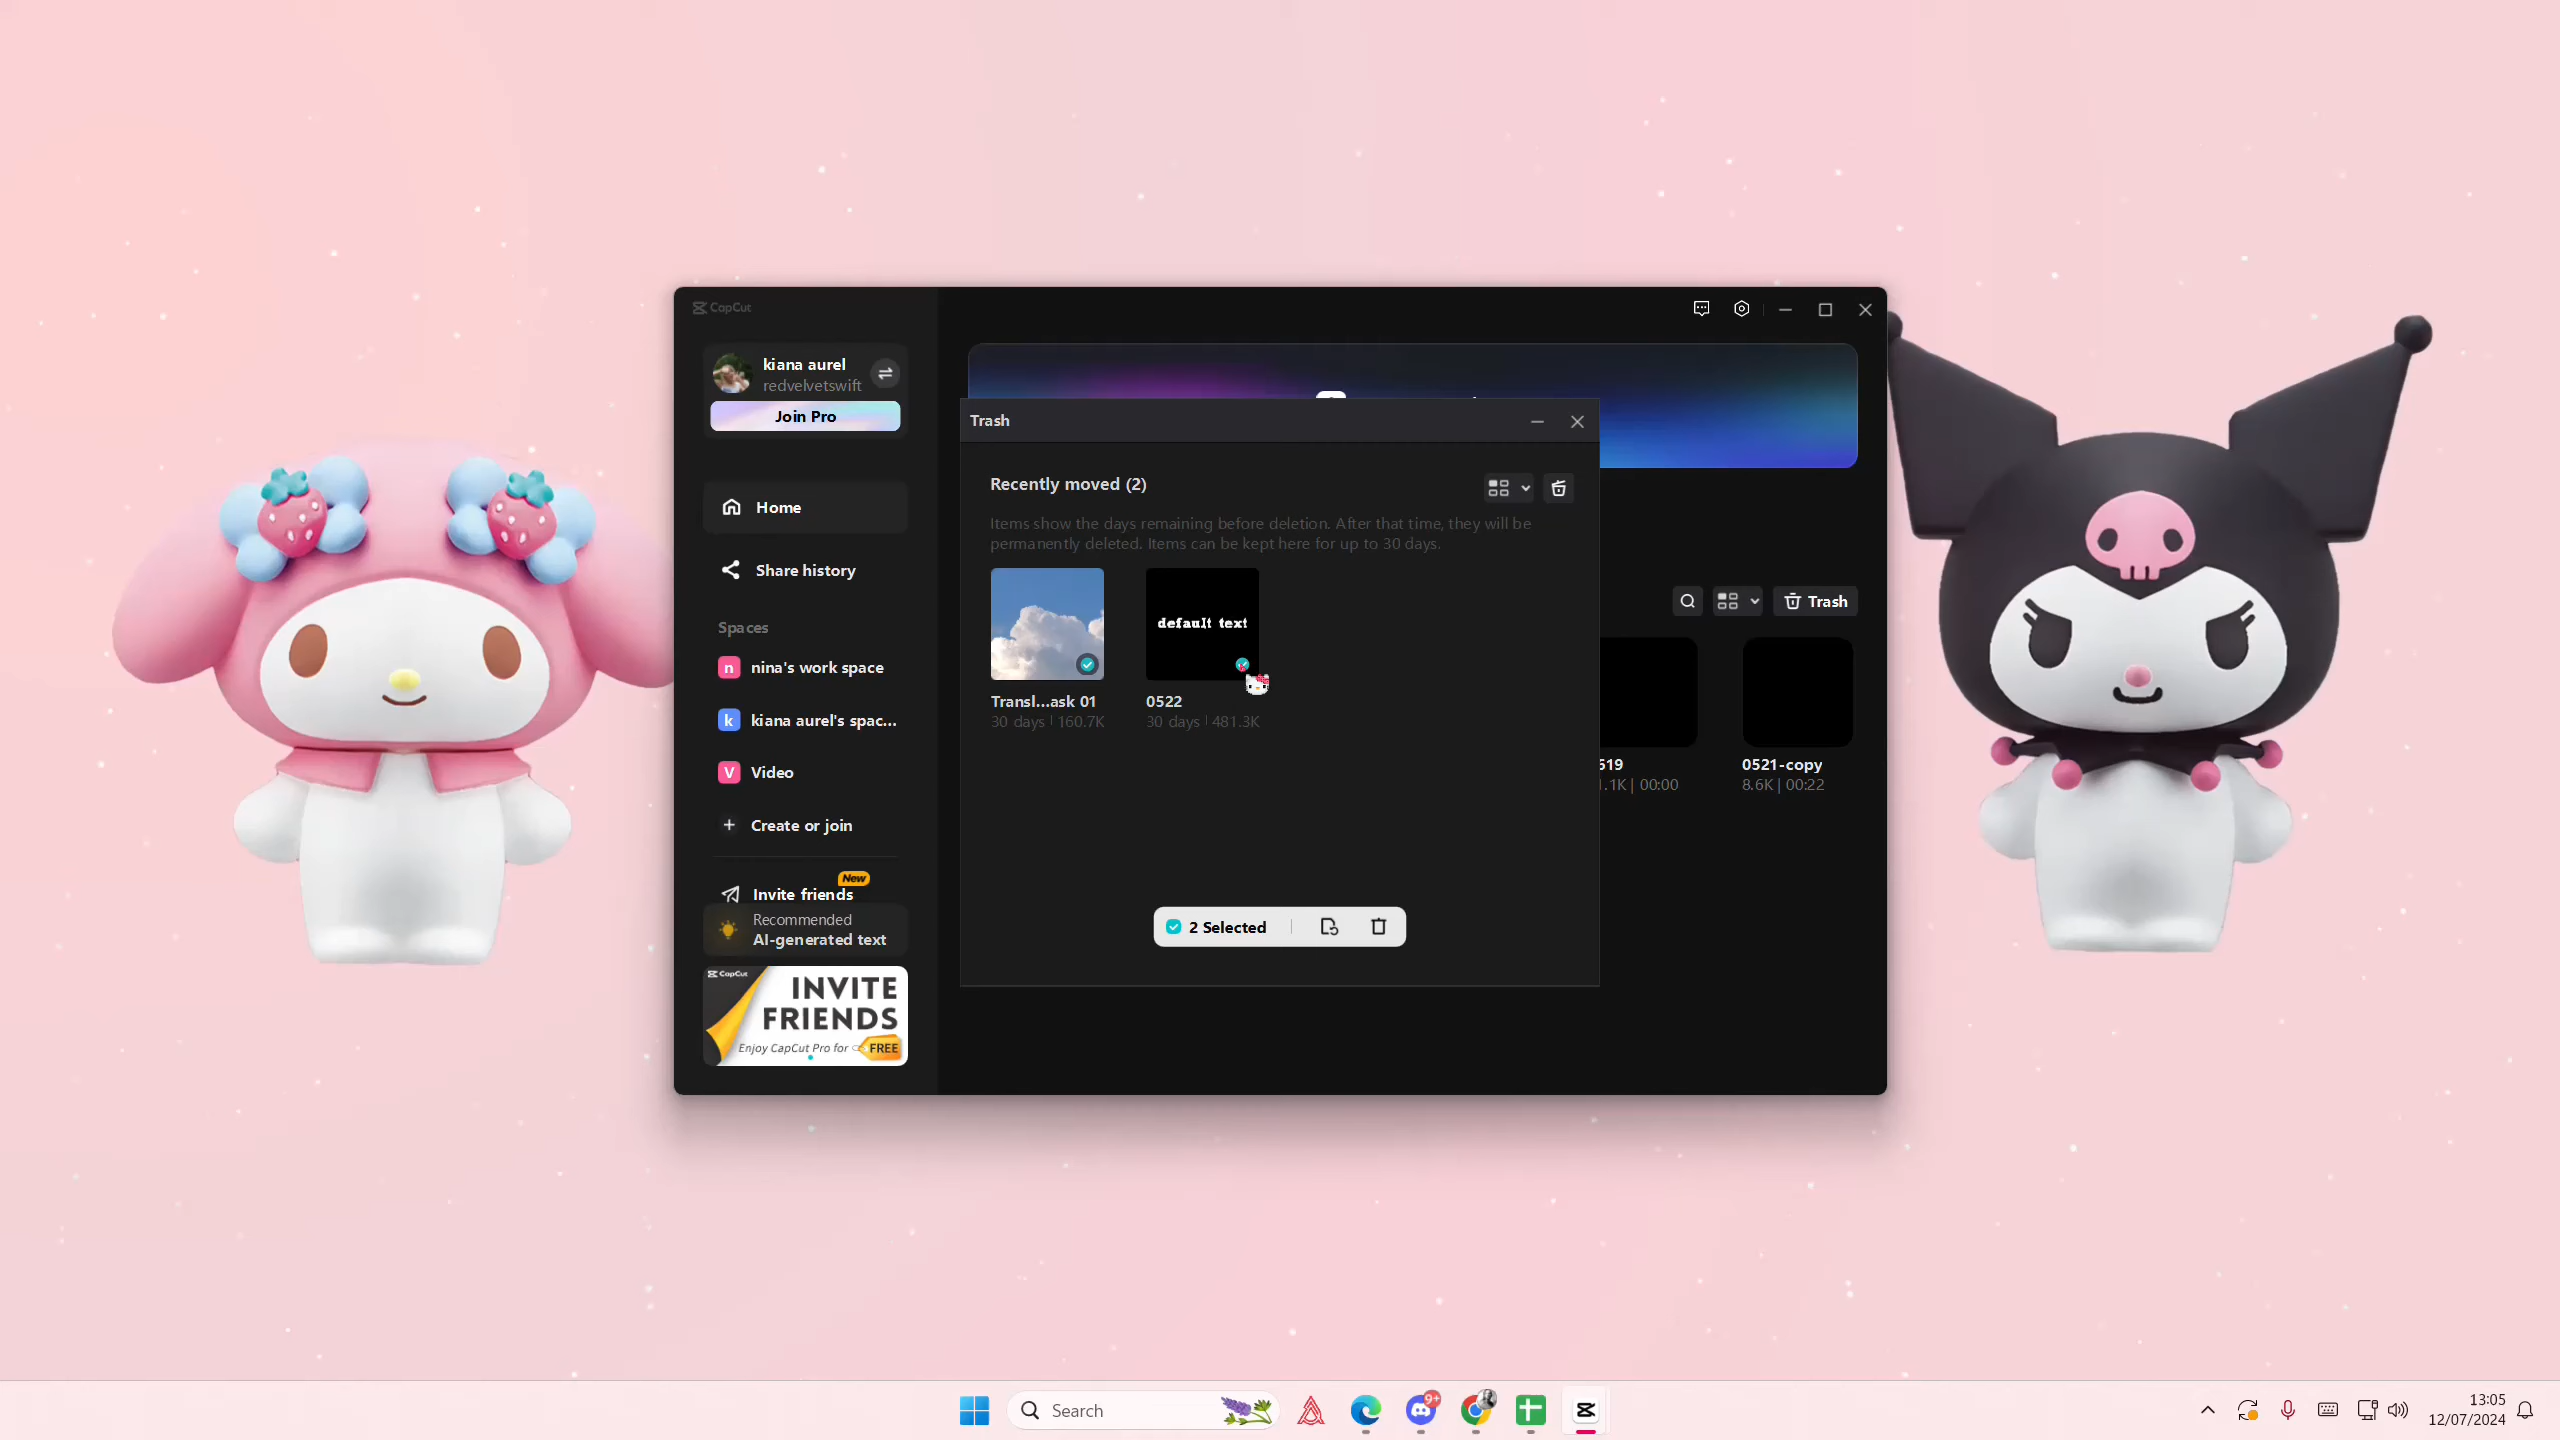 CapCut
kiana aurel
redvelvetswift
Join Pro
Home
Share history
Spaces
n nina's work space
k kiana aurel's spac...
V Video
+ Create or join
New
Invite friends
Recommended
AI-generated text
CapCut
INVITE
FRIENDS
Enjoy CapCut Pro for FREE
Trash
Recently moved (2)
Items show the days remaining before deletion. After that time, they will be
permanently deleted. Items can be kept here for up to 30 days.
default text
Transl...ask 01
30 days | 160.7K
0522
30 days | 481.3K
2 Selected
Trash
0521-copy
8.6K | 00:22
619
.1K | 00:00
Search
9+
13:05
12/07/2024